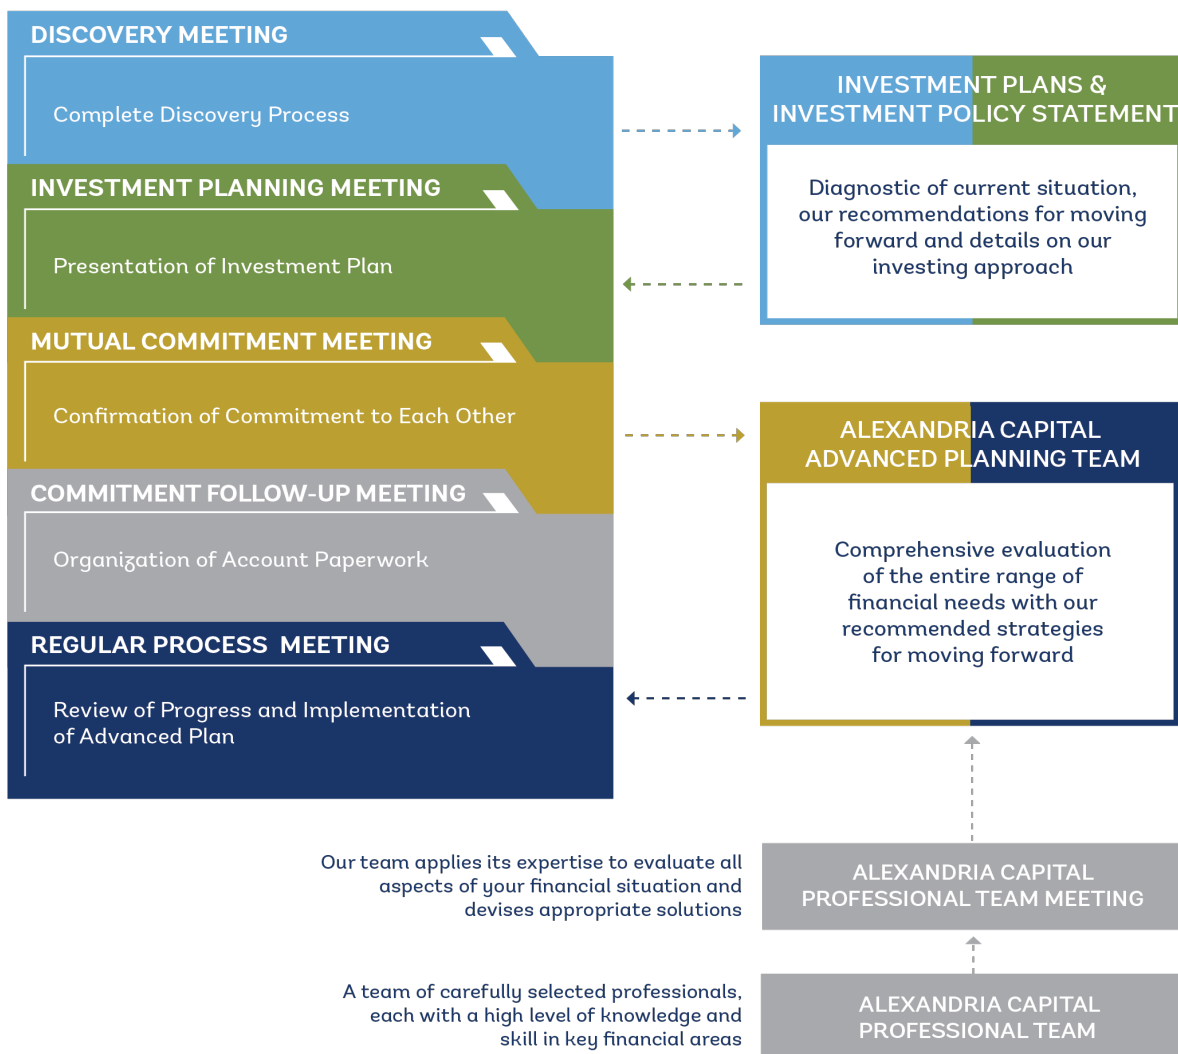 DISCOVERY MEETING
Complete Discovery Process
INVESTMENT PLANNING MEETING
Presentation of Investment Plan
MUTUAL COMMITMENT MEETING
Confirmation of Commitment to Each Other
COMMITMENT FOLLOW-UP MEETING
Organization of Account Paperwork
REGULAR PROCESS MEETING
Review of Progress and Implementation
of Advanced Plan
INVESTMENT PLANS &
INVESTMENT POLICY STATEMENT
Diagnostic of current situation,
our recommendations for moving
forward and details on our
investing approach
ALEXANDRIA CAPITAL
ADVANCED PLANNING TEAM
Comprehensive evaluation
of the entire range of
financial needs with our
recommended strategies
for moving forward
Our team applies its expertise to evaluate all
aspects of your financial situation and
devises appropriate solutions
ALEXANDRIA CAPITAL
PROFESSIONAL TEAM MEETING
A team of carefully selected professionals,
each with a high level of knowledge and
skill in key financial areas
ALEXANDRIA CAPITAL
PROFESSIONAL TEAM